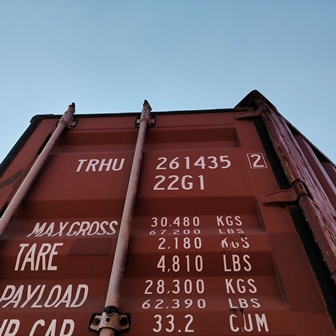 TRHU 261435 2
22G1
MAX.GROSS 30.480 KGS
67.200 LBS
TARE 2.180 KGS
4.810 LBS
PAYLOAD 28.300 KGS
62.390 LBS
CAP 33.2 CUM